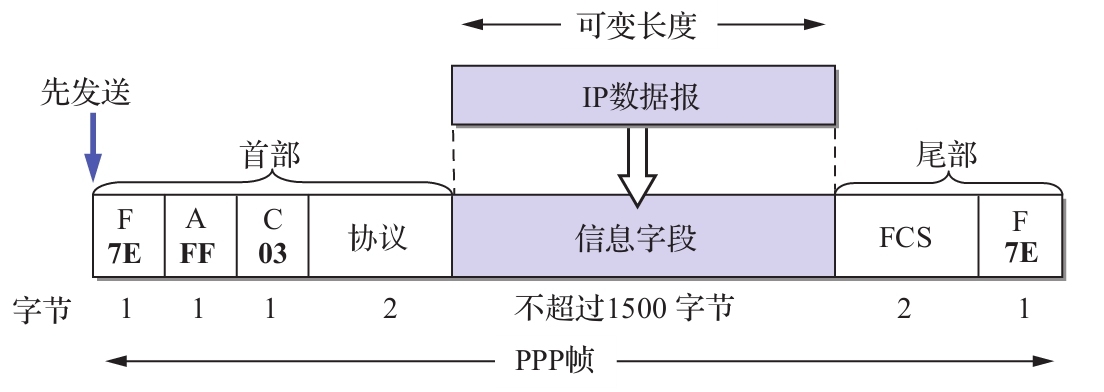 可变长度
IP数据报
先发送
首部
尾部
F A C 协议 信息字段 FCS F
7E FF 03 7E
字节 1 1 1 2 不超过1500 字节 2 1
PPP帧